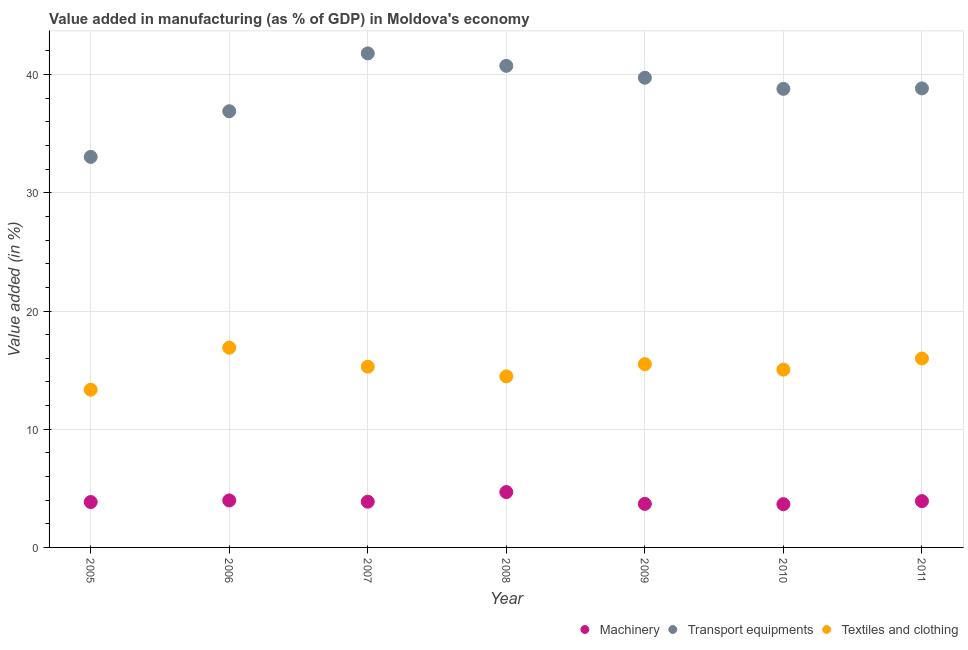 Value added in manufacturing (as % of GDP) in Moldova's economy
Value added (in %)
40
30
20
10
0
2005
2006
2007
2008
2009
2010
2011
Year
Machinery
Transport equipments
Textiles and clothing